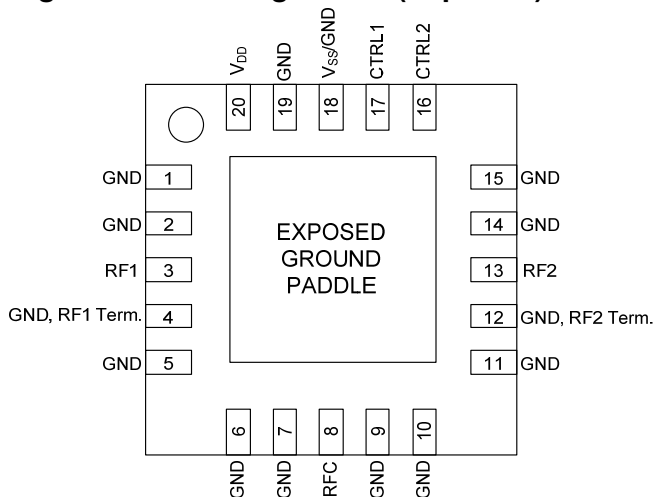 V_DD
GND
V_SS/GND
CTRL1
CTRL2
20
19
18
17
16
GND 1
GND 2
RF1 3
GND, RF1 Term. 4
GND 5
EXPOSED
GROUND
PADDLE
15 GND
14 GND
13 RF2
12 GND, RF2 Term.
11 GND
6
7
8
9
10
GND
GND
RFC
GND
GND